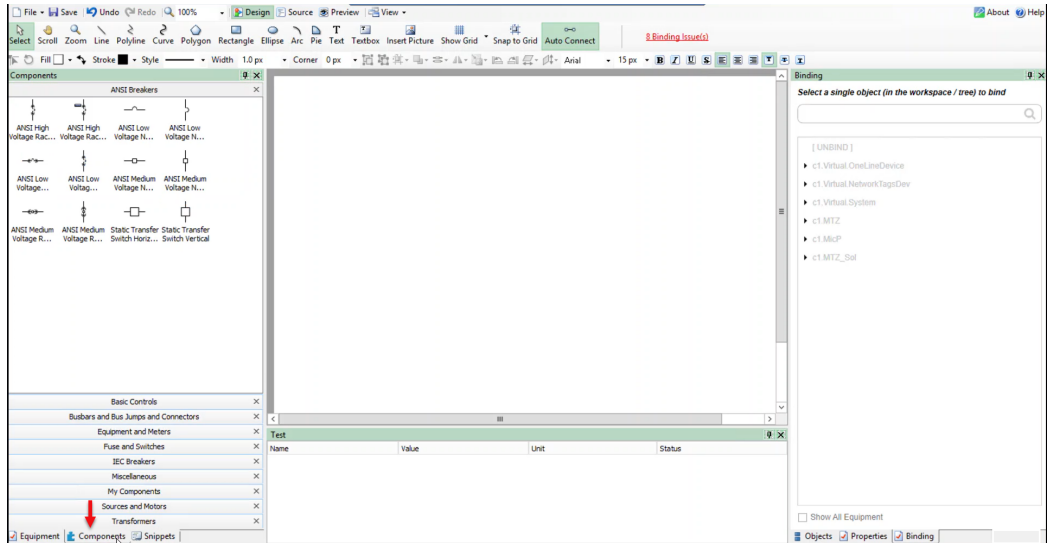 File Save Undo Redo 100% Design Source Preview View About Help
Select Scroll Zoom Line Polyline Curve Polygon Rectangle Ellipse Arc Pie Text Textbox Insert Picture Show Grid Snap to Grid Auto Connect 8 Binding Issue(s)
Fill Stroke Style Width 1.0 px Corner 0 px Arial 15 px B I U S T T I
Components
ANSI Breakers
ANSI High Voltage Rac...
ANSI High Voltage Rac...
ANSI Low Voltage N...
ANSI Low Voltage N...
ANSI Low Voltage...
ANSI Low Voltag...
ANSI Medium Voltage N...
ANSI Medium Voltage N...
ANSI Medium Voltage R...
ANSI Medium Voltage R...
Static Transfer Switch Horiz...
Static Transfer Switch Vertical
Basic Controls
Busbars and Bus Jumps and Connectors
Equipment and Meters
Fuse and Switches
IEC Breakers
Miscellaneous
My Components
Sources and Motors
Transformers
Equipment Components Snippets
Test
Name Value Unit Status
Binding
Select a single object (in the workspace / tree) to bind
[ UNBIND ]
c1.Virtual.OneLineDevice
c1.Virtual.NetworkTagsDev
c1.Virtual.System
c1.MTZ
c1.MicP
c1.MTZ_Sal
Show All Equipment
Objects Properties Binding